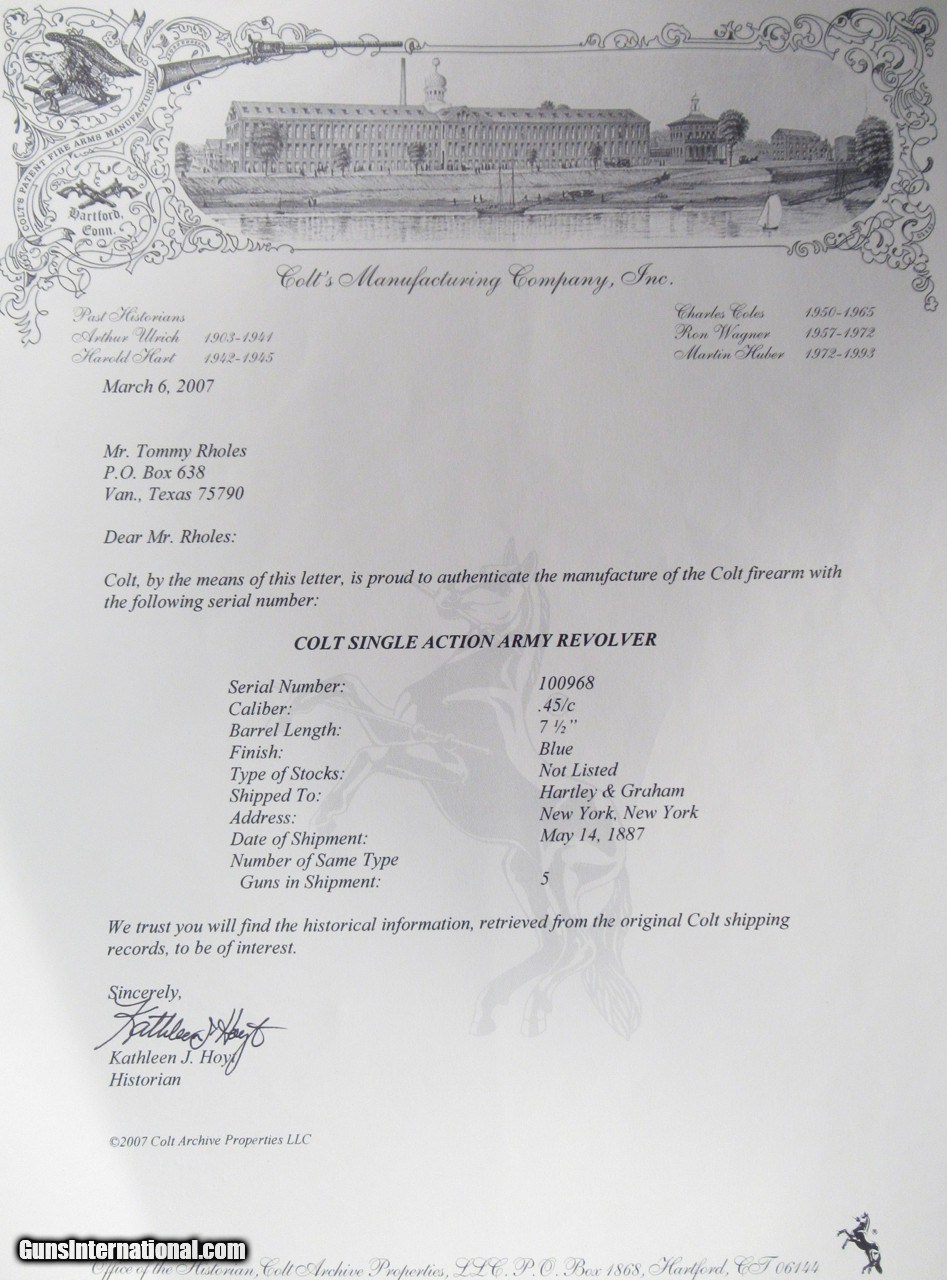 COLT'S PATENT FIRE ARMS MANUFACTURING CO
Hartford,
Conn.
Colt's Manufacturing Company, Inc.
Past Historians
Arthur Ulrich 1903-1941
Harold Hart 1942-1945
Charles Coles 1950-1965
Ron Wagner 1957-1972
Martin Huber 1972-1993
March 6, 2007
Mr. Tommy Rholes
P.O. Box 638
Van., Texas 75790
Dear Mr. Rholes:
Colt, by the means of this letter, is proud to authenticate the manufacture of the Colt firearm with
the following serial number:
COLT SINGLE ACTION ARMY REVOLVER
Serial Number: 100968
Caliber: .45/c
Barrel Length: 7 ½"
Finish: Blue
Type of Stocks: Not Listed
Shipped To: Hartley & Graham
Address: New York, New York
Date of Shipment: May 14, 1887
Number of Same Type
Guns in Shipment: 5
We trust you will find the historical information, retrieved from the original Colt shipping
records, to be of interest.
Sincerely,
Kathleen J. Hoyt
Kathleen J. Hoyt
Historian
©2007 Colt Archive Properties LLC
GunsInternational.com
Office of the Historian, Colt Archive Properties, LLC. P.O. Box 1868, Hartford, CT 06144